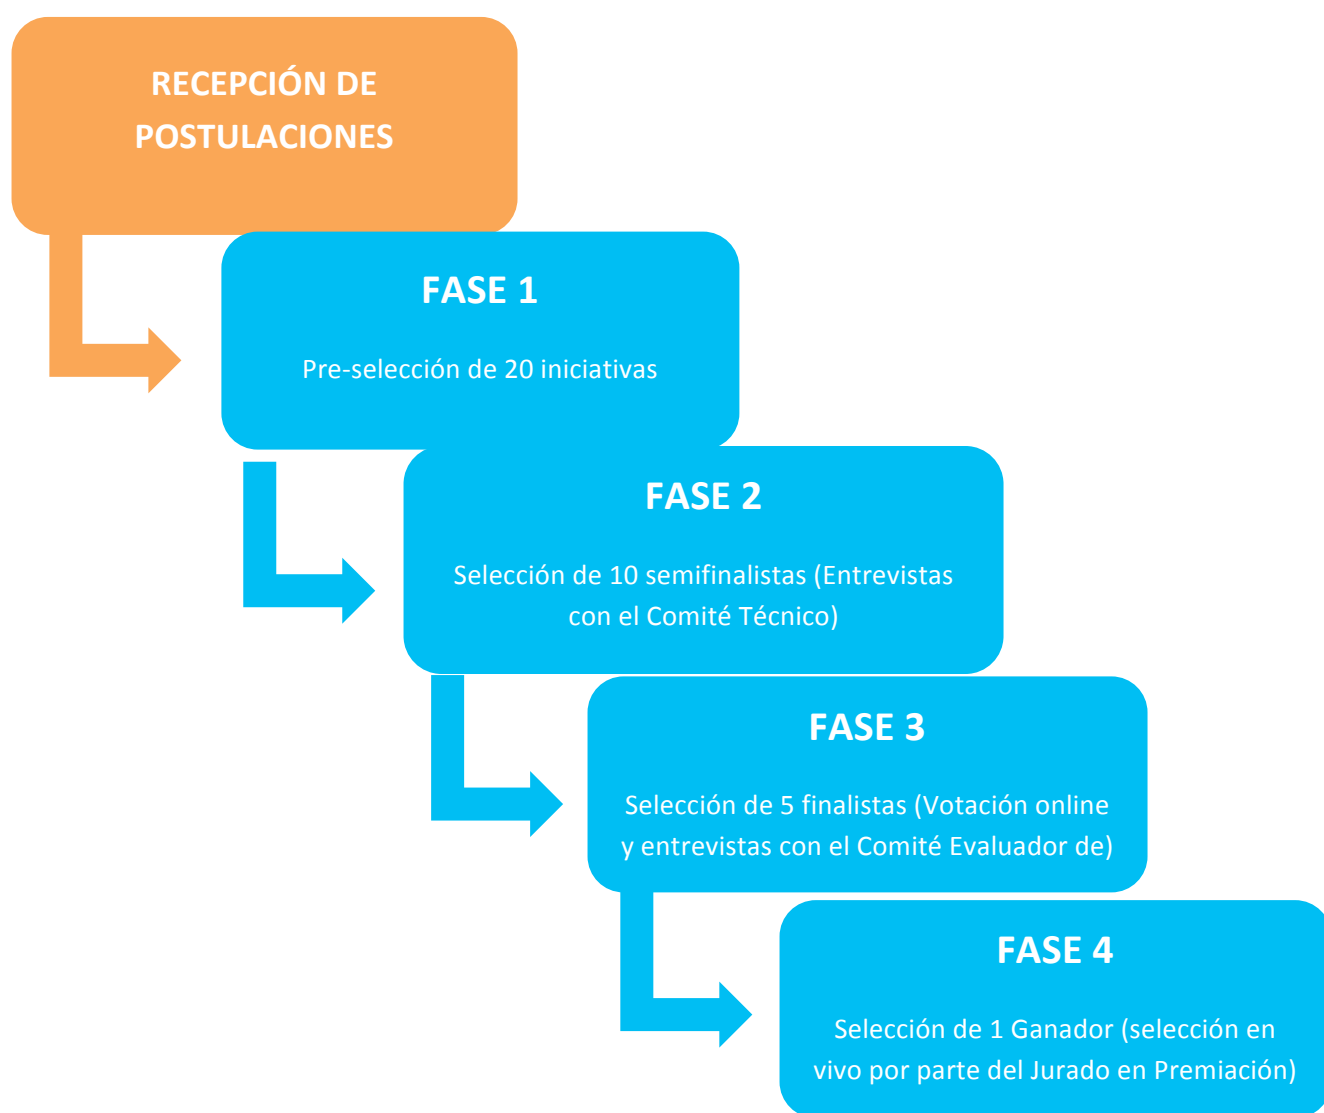 RECEPCIÓN DE
POSTULACIONES
FASE 1
Pre-selección de 20 iniciativas
FASE 2
Selección de 10 semifinalistas (Entrevistas
con el Comité Técnico)
FASE 3
Selección de 5 finalistas (Votación online
y entrevistas con el Comité Evaluador de)
FASE 4
Selección de 1 Ganador (selección en
vivo por parte del Jurado en Premiación)